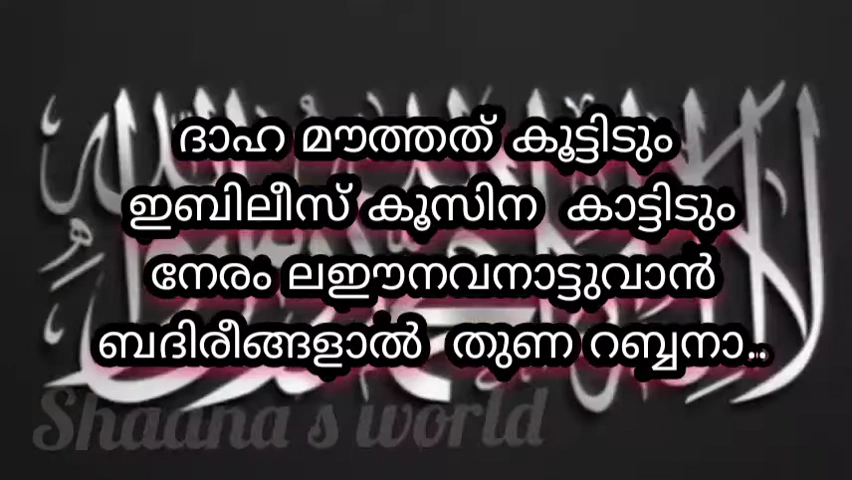 ദാഹ മൗത്തത് കൂട്ടിടും
ഇബിലീസ് കൂസിന കാട്ടിടും
നേരം ലഈനവനാട്ടുവാൻ
ബദിരീങ്ങളാൽ തുണ റബ്ബനാ..
Shaana's world